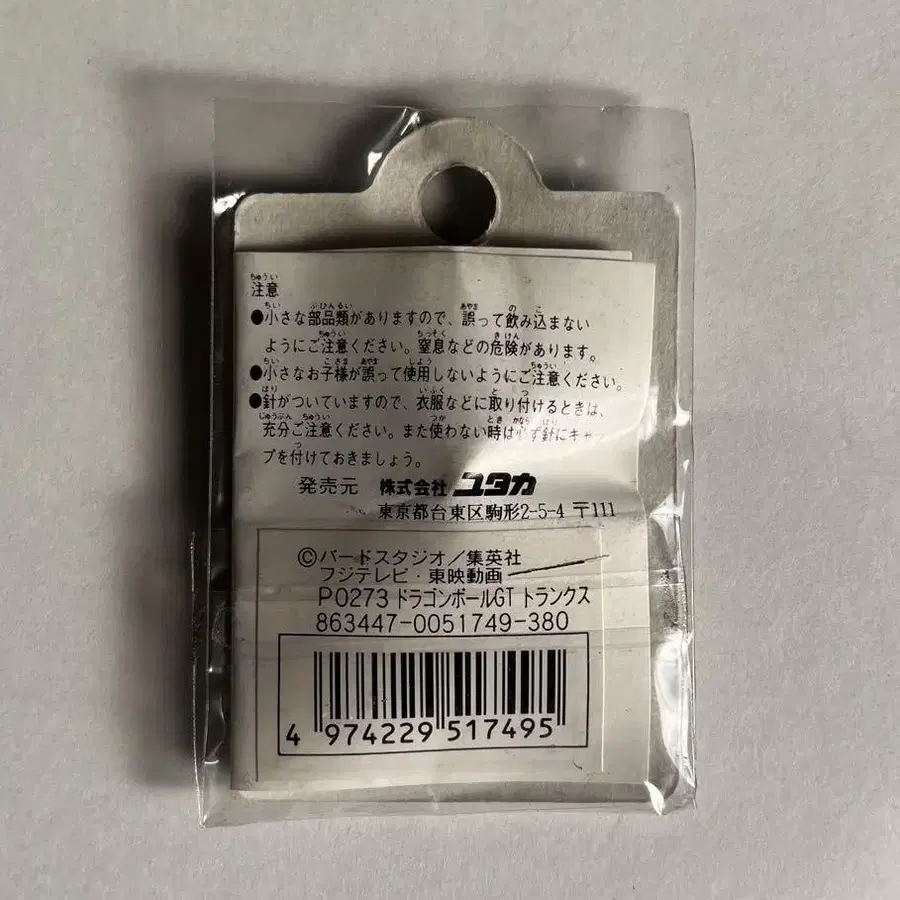 注意
●小さな部品類がありますので、誤って飲み込まない
ようにご注意ください。窒息などの危険があります。
●小さなお子様が誤って使用しないようにご注意ください。
●針がついていますので、衣服などに取り付けるときは、
充分ご注意ください。また使わない時は必ず針にキャッ
プを付けておきましょう。
発売元 株式会社 ユタカ
東京都台東区駒形2-5-4 〒111
©バードスタジオ/集英社
フジテレビ・東映動画
P0273 ドラゴンボールGT トランクス
863447-0051749-380
4 974229 517495